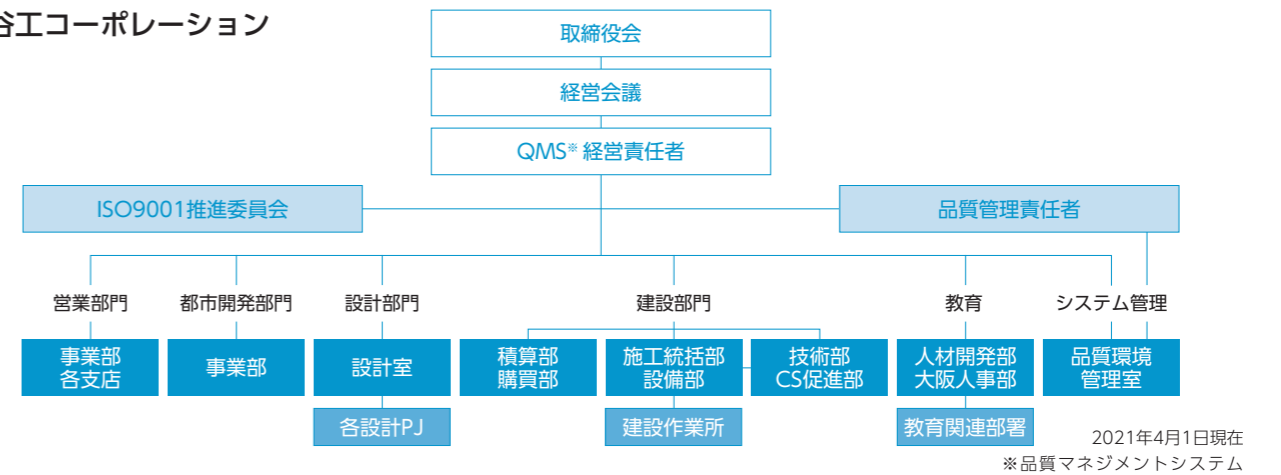 谷工コーポレーション
取締役会
経営会議
QMS※経営責任者
ISO9001推進委員会
品質管理責任者
営業部門
都市開発部門
設計部門
建設部門
教育
システム管理
事業部
各支店
事業部
設計室
積算部
購買部
施工統括部
設備部
技術部
CS促進部
人材開発部
大阪人事部
品質環境
管理室
各設計PJ
建設作業所
教育関連部署
2021年4月1日現在
※品質マネジメントシステム